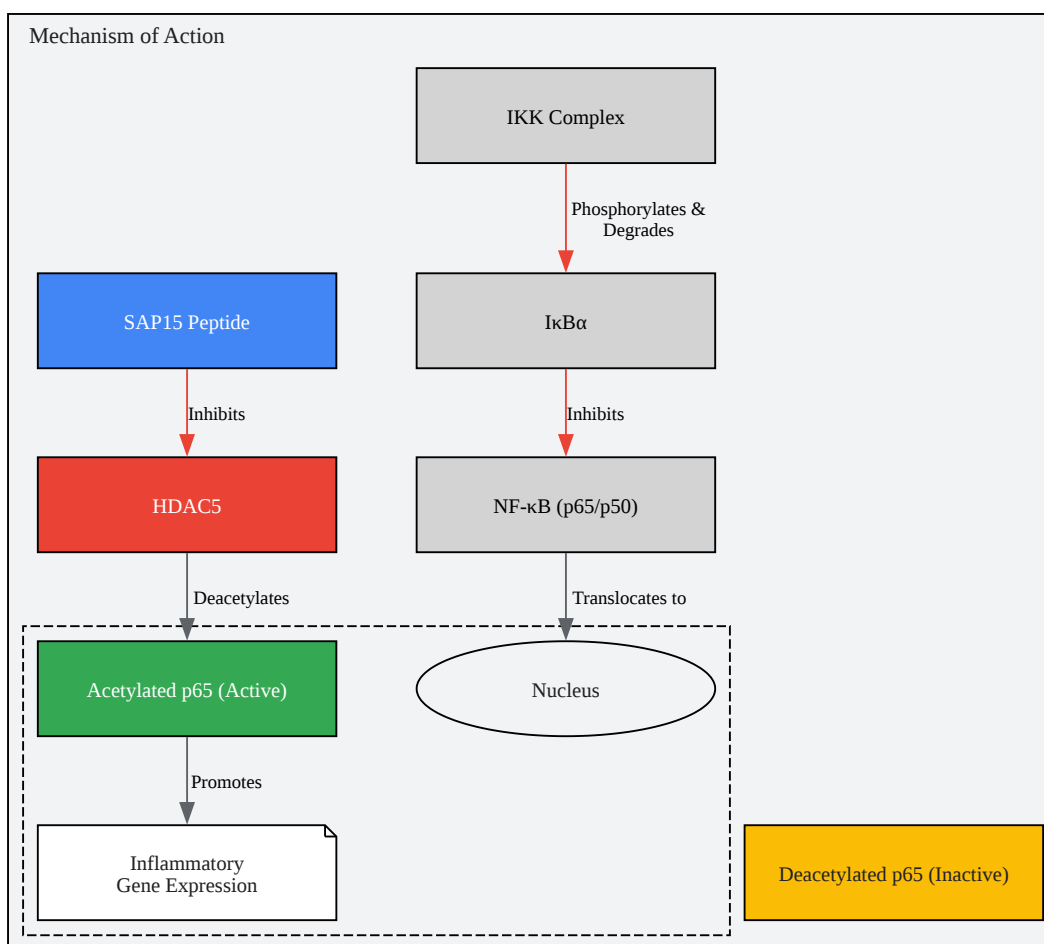 Mechanism of Action
IKK Complex
Phosphorylates &
Degrades
SAP15 Peptide
IκBα
Inhibits
Inhibits
HDAC5
NF-κB (p65/p50)
Deacetylates
Translocates to
Acetylated p65 (Active)
Nucleus
Promotes
Inflammatory
Gene Expression
Deacetylated p65 (Inactive)